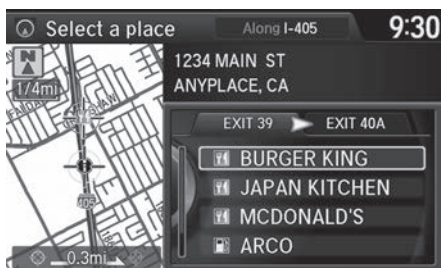 Select a place Along I-405 9:30
N
1/4mi
1234 MAIN ST
ANYPLACE, CA
EXIT 39 EXIT 40A
BURGER KING
JAPAN KITCHEN
MCDONALD'S
ARCO
405
0.3mi